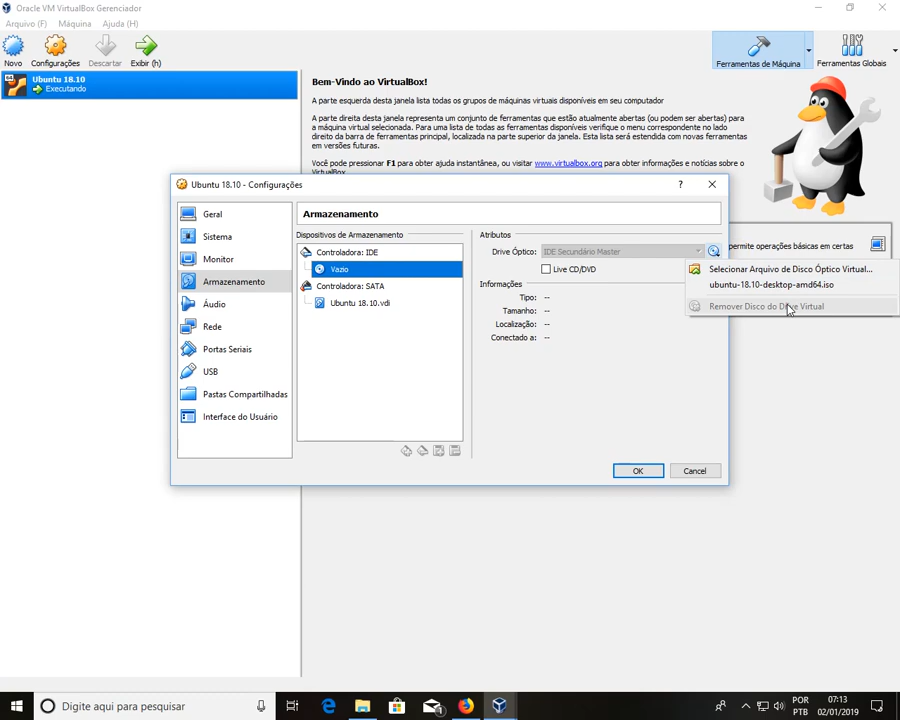 Oracle VM VirtualBox Gerenciador
Arquivo (F) Máquina Ajuda (H)
Novo Configurações Descartar Exibir (h)
Ferramentas de Máquina Ferramentas Globais
64
Ubuntu 18.10
Executando
Bem-Vindo ao VirtualBox!
A parte esquerda desta janela lista todas os grupos de máquinas virtuais disponíveis em seu computador
A parte direita desta janela representa um conjunto de ferramentas que estão atualmente abertas (ou podem ser abertas) para
a máquina virtual selecionada. Para uma lista de todas as ferramentas disponíveis verifique o menu correspondente no lado
direito da barra de ferramentas principal, localizada na parte superior da janela. Esta lista será estendida com novas ferramentas
em versões futuras.
Você pode pressionar F1 para obter ajuda instantânea, ou visitar www.virtualbox.org para obter informações e notícias sobre o
permite operações básicas em certas
Ubuntu 18.10 - Configurações
?
Geral
Sistema
Monitor
Armazenamento
Áudio
Rede
Portas Seriais
USB
Pastas Compartilhadas
Interface do Usuário
Armazenamento
Dispositivos de Armazenamento
Controladora: IDE
Vazio
Controladora: SATA
Ubuntu 18.10.vdi
Atributos
Drive Óptico: IDE Secundário Master
Live CD/DVD
Informações
Tipo: --
Tamanho: --
Localização: --
Conectado a: --
Selecionar Arquivo de Disco Óptico Virtual...
ubuntu-18.10-desktop-amd64.iso
Remover Disco do Drive Virtual
OK Cancel
Digite aqui para pesquisar
POR
PTB
07:13
02/01/2019